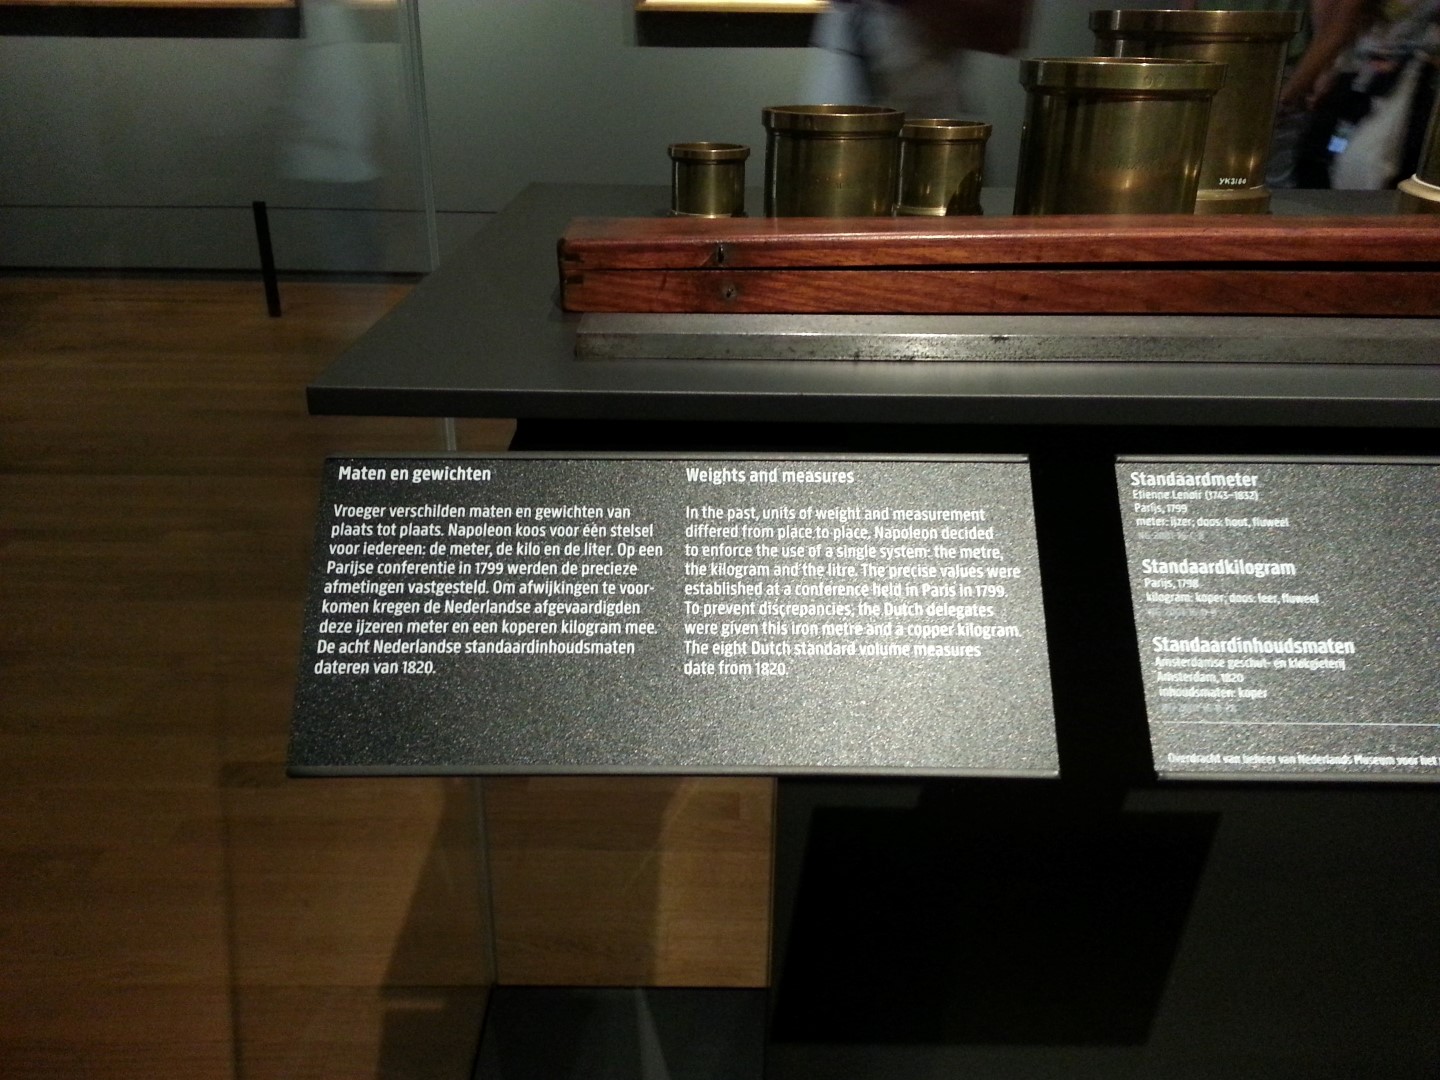 YK3100
Maten en gewichten
Vroeger verschilden maten en gewichten van
plaats tot plaats. Napoleon koos voor één stelsel
voor iedereen: de meter, de kilo en de liter. Op een
Parijse conferentie in 1799 werden de precieze
afmetingen vastgesteld. Om afwijkingen te voor-
komen kregen de Nederlandse afgevaardigden
deze ijzeren meter en een koperen kilogram mee.
De acht Nederlandse standaardinhoudsmaten
dateren van 1820.
Weights and measures
In the past, units of weight and measurement
differed from place to place. Napoleon decided
to enforce the use of a single system: the metre,
the kilogram and the litre. The precise values were
established at a conference held in Paris in 1799.
To prevent discrepancies, the Dutch delegates
were given this iron metre and a copper kilogram.
The eight Dutch standard volume measures
date from 1820.
Standaardmeter
Etienne Lenoir (1743-1832)
Parijs, 1799
meter: ijzer; doos: hout, fluweel
Standaardkilogram
Parijs, 1798
kilogram: koper; doos: leer, fluweel
Standaardinhoudsmaten
Amsterdamse geschut- en klokgieterij
Amsterdam, 1820
inhoudsmaten: koper
Overdracht van beheer van Nederlands Museum voor het